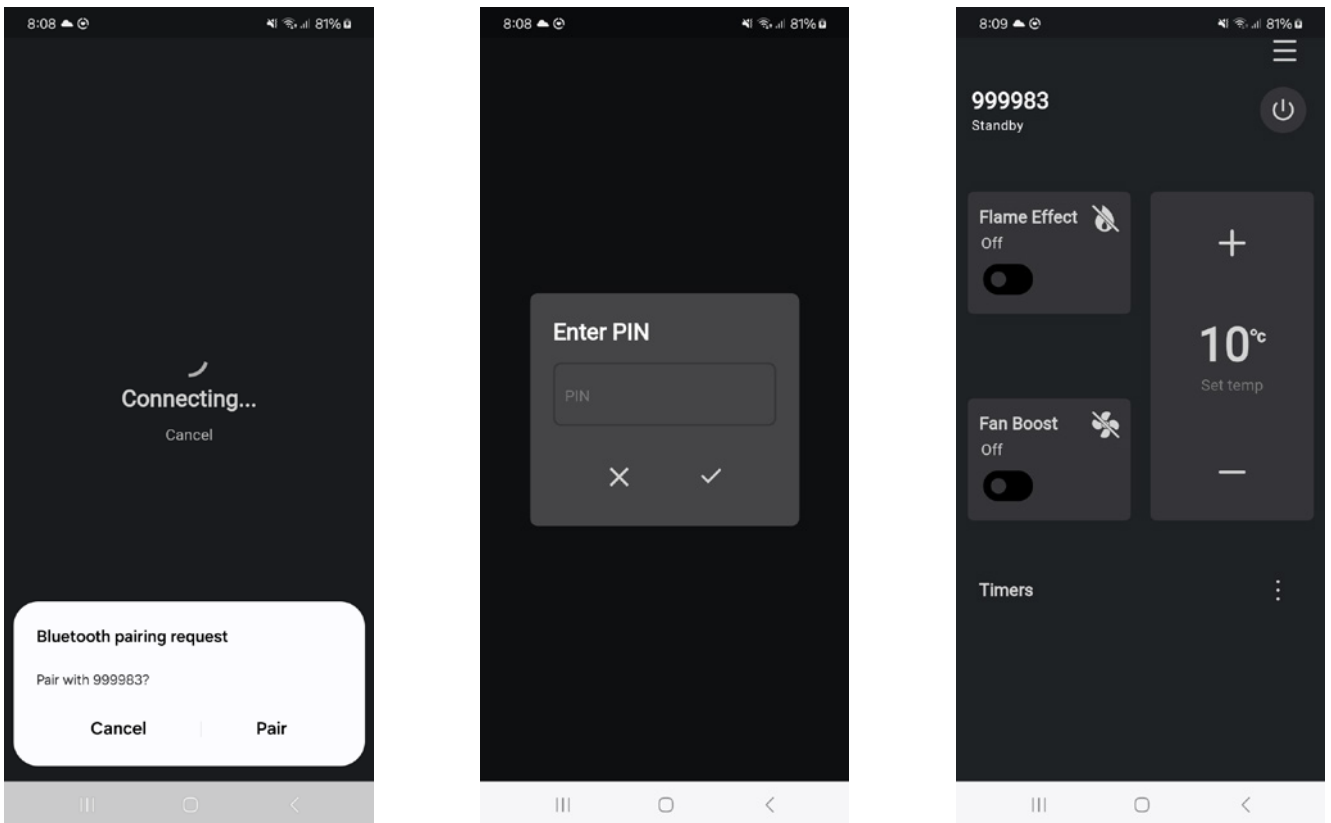 8:08 81%
Connecting...
Cancel
Bluetooth pairing request
Pair with 999983?
Cancel Pair
8:08 81%
Enter PIN
PIN
8:09 81%
999983
Standby
Flame Effect
Off
10°c
Set temp
Fan Boost
Off
Timers